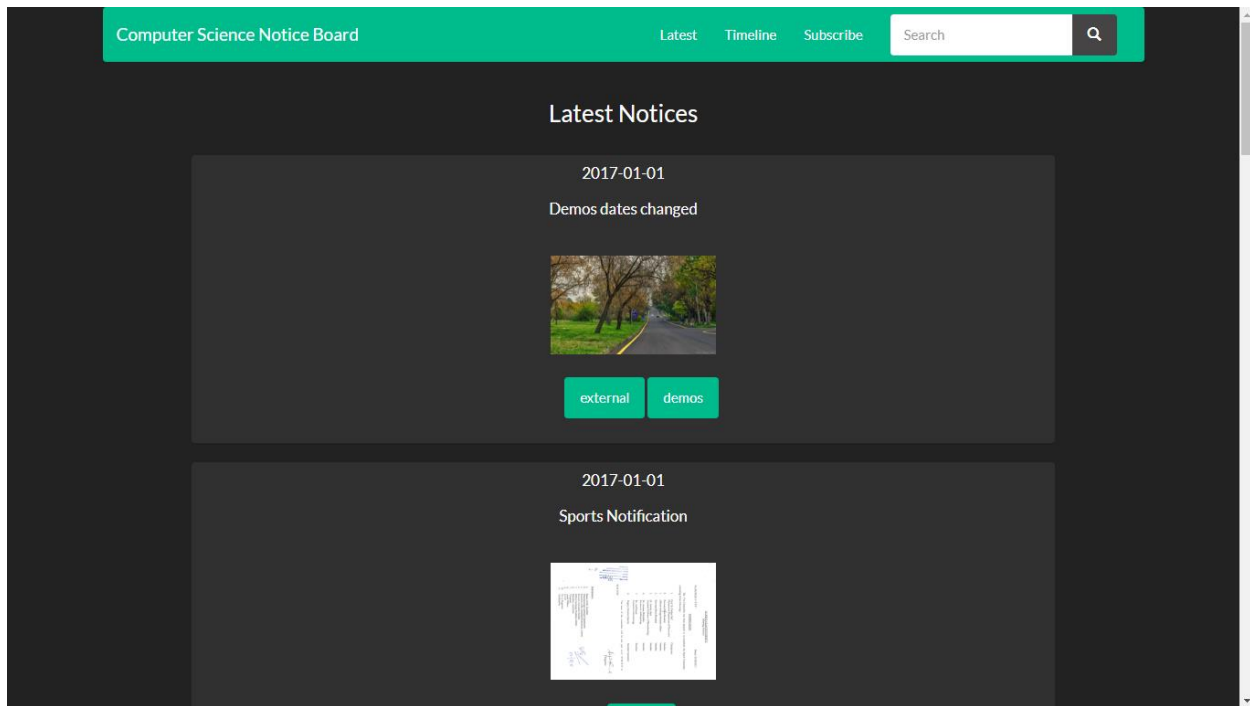 Computer Science Notice Board Latest Timeline Subscribe Search
Latest Notices
2017-01-01
Demos dates changed
external demos
2017-01-01
Sports Notification